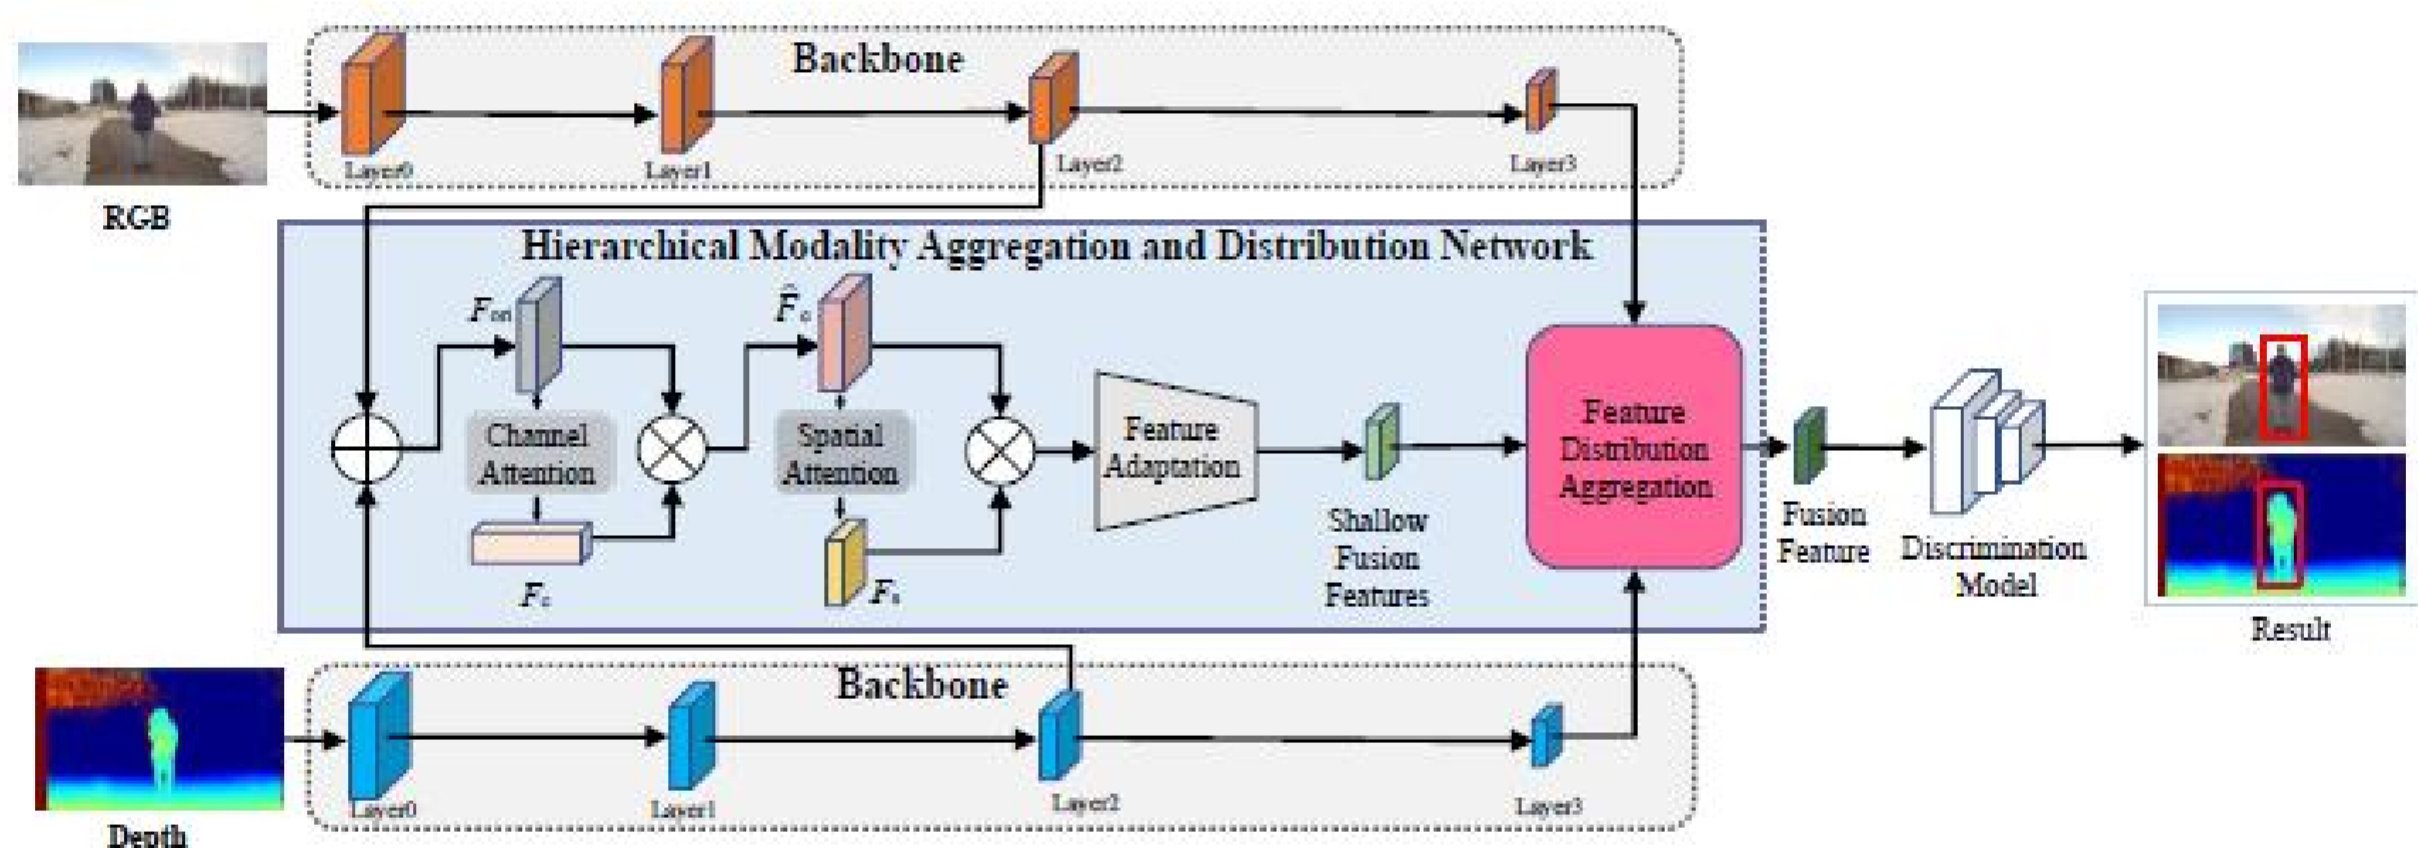 Backbone
Layer0
Layer1
Layer2
Layer3
RGB
Hierarchical Modality Aggregation and Distribution Network
F
F̂
Channel
Attention
Spatial
Attention
Feature
Adaptation
Feature
Distribution
Aggregation
F
F
Shallow
Fusion
Features
Fusion
Feature
Discrimination
Model
Result
Backbone
Layer0
Layer1
Layer2
Layer3
Depth